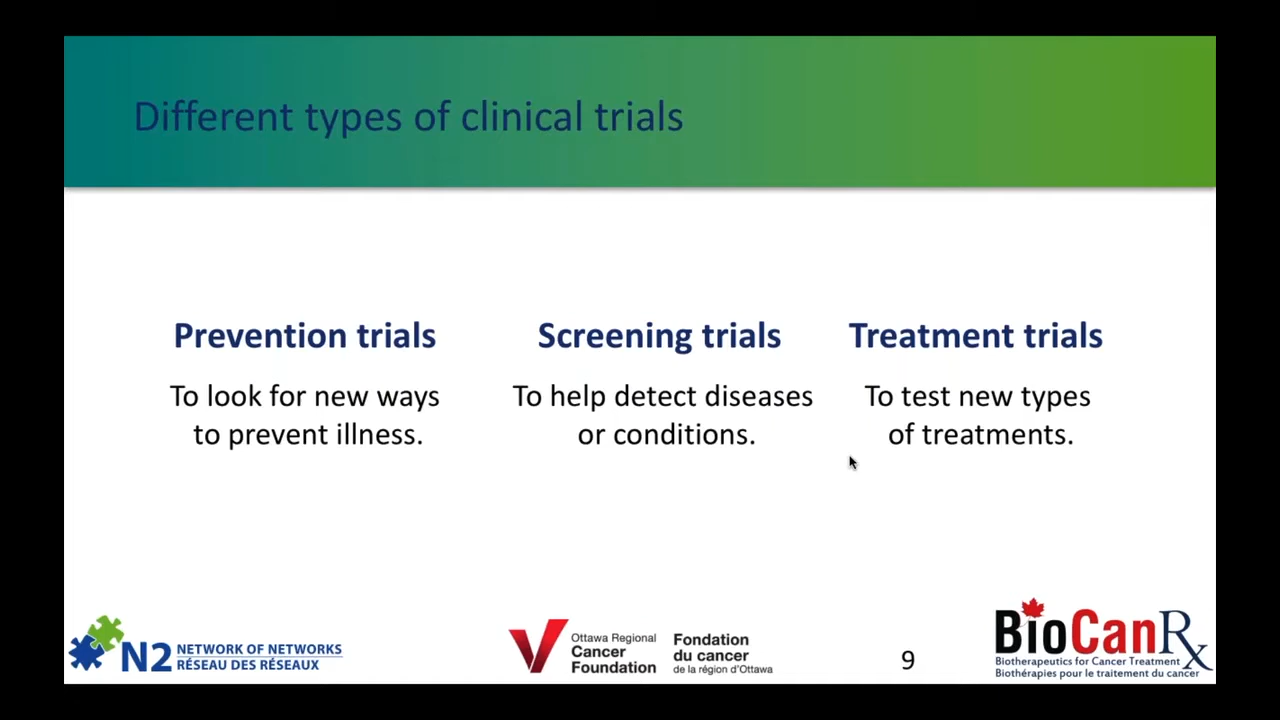 Different types of clinical trials
Prevention trials
To look for new ways
to prevent illness.
Screening trials
To help detect diseases
or conditions.
Treatment trials
To test new types
of treatments.
N2 NETWORK OF NETWORKS
RÉSEAU DES RÉSEAUX
Ottawa Regional
Cancer
Foundation
Fondation
du cancer
de la région d'Ottawa
9
BioCanRx
Biotherapeutics for Cancer Treatment
Biothérapies pour le traitement du cancer